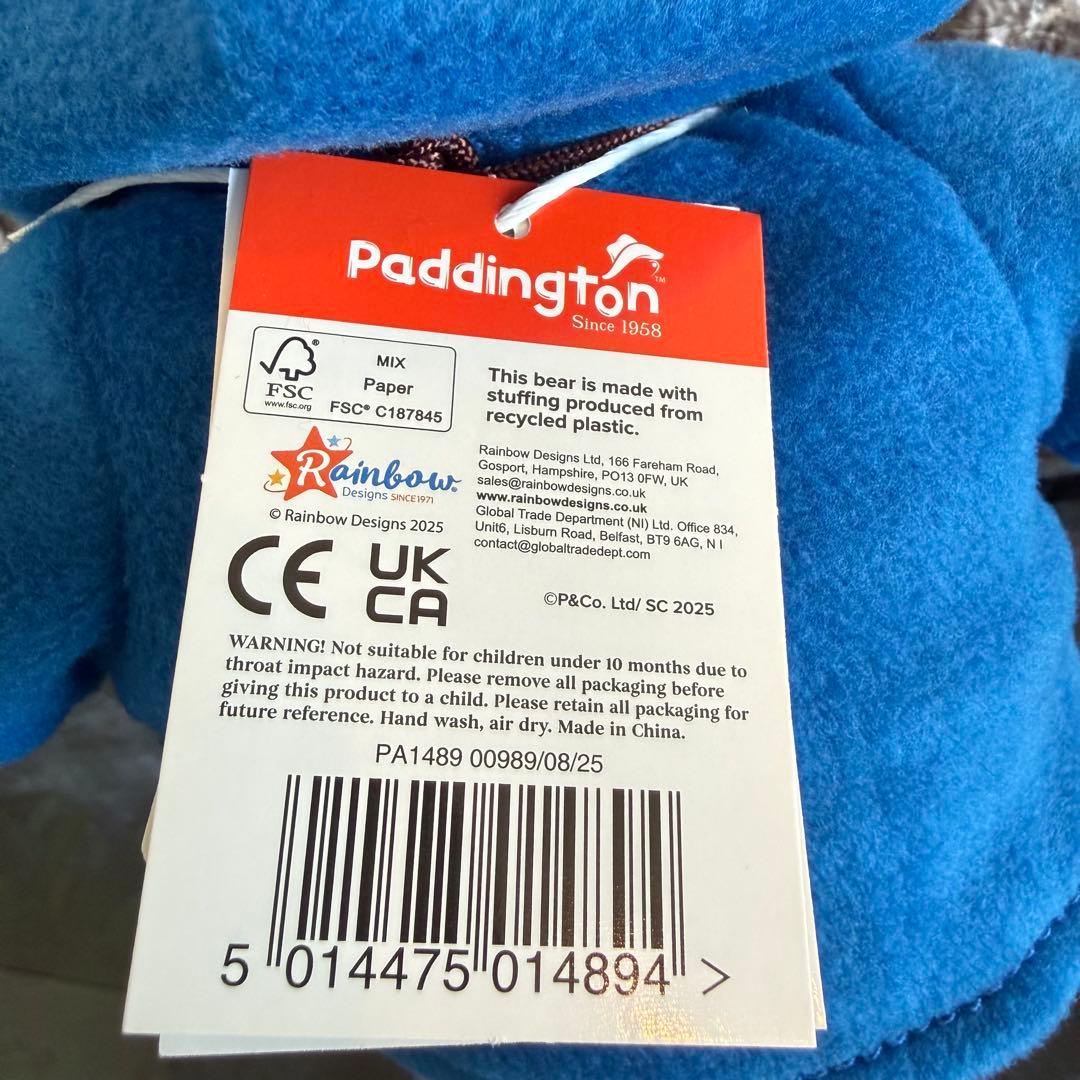 Paddington™
Since 1958
FSC®
www.fsc.org
MIX
Paper
FSC® C187845
This bear is made with
stuffing produced from
recycled plastic.
Rainbow
Designs SINCE 1971
© Rainbow Designs 2025
Rainbow Designs Ltd, 166 Fareham Road,
Gosport, Hampshire, PO13 0FW, UK
sales@rainbowdesigns.co.uk
www.rainbowdesigns.co.uk
Global Trade Department (NI) Ltd. Office 834,
Unit6, Lisburn Road, Belfast, BT9 6AG, N I
contact@globaltradedept.com
CE
UK
CA
©P&Co. Ltd/ SC 2025
WARNING! Not suitable for children under 10 months due to
throat impact hazard. Please remove all packaging before
giving this product to a child. Please retain all packaging for
future reference. Hand wash, air dry. Made in China.
PA1489 00989/08/25
5 014475 014894 >